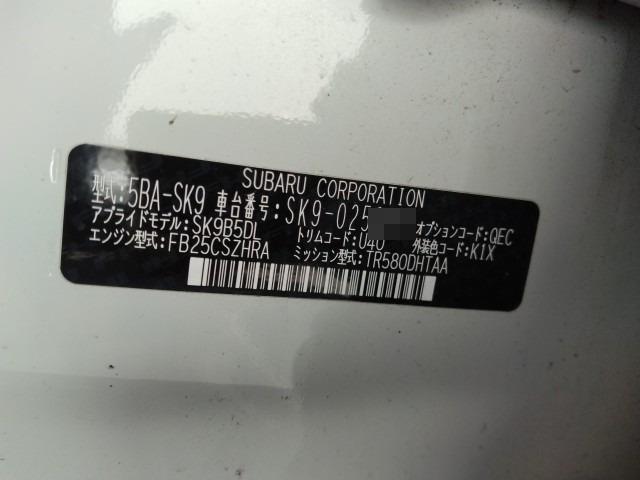 SUBARU CORPORATION
型式:5BA-SK9 車台番号:SK9-025
アプライドモデル:SK9B5DL トリムコード:U40 オプションコード:QEC
エンジン型式:FB25CSZHRA ミッション型式:TR580DHTAA 外装色コード:K1X